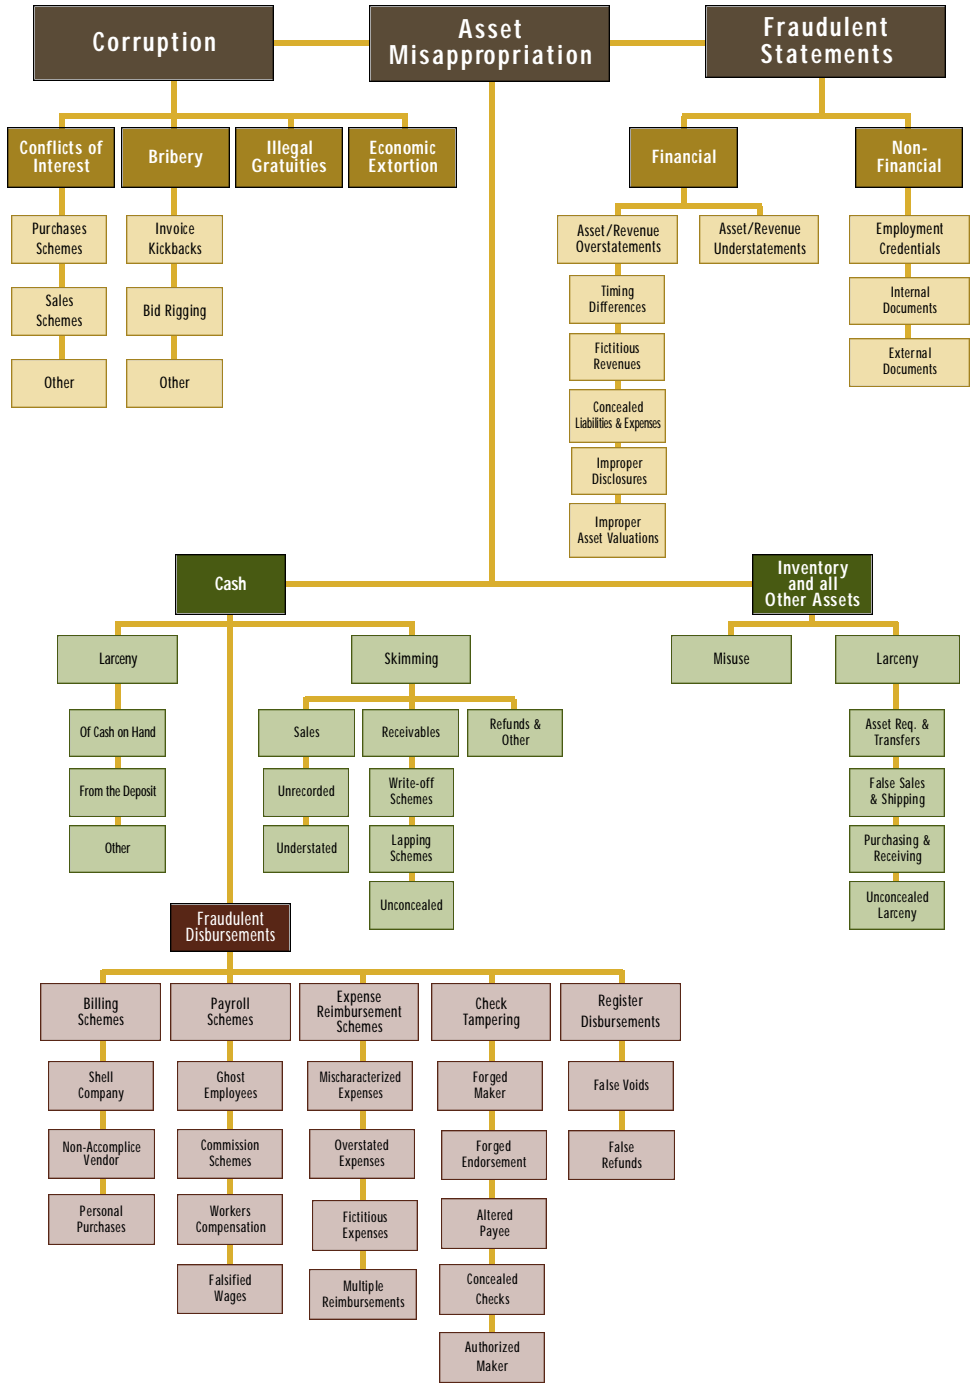 Corruption
Asset
Misappropriation
Fraudulent
Statements
Conflicts of
Interest
Bribery
Illegal
Gratuities
Economic
Extortion
Financial
Non-
Financial
Purchases
Schemes
Sales
Schemes
Other
Invoice
Kickbacks
Bid Rigging
Other
Asset/Revenue
Overstatements
Asset/Revenue
Understatements
Timing
Differences
Fictitious
Revenues
Concealed
Liabilities & Expenses
Improper
Disclosures
Improper
Asset Valuations
Employment
Credentials
Internal
Documents
External
Documents
Cash
Inventory
and all
Other Assets
Larceny
Of Cash on Hand
From the Deposit
Other
Skimming
Sales
Unrecorded
Understated
Receivables
Write-off
Schemes
Lapping
Schemes
Unconcealed
Refunds &
Other
Misuse
Larceny
Asset Req. &
Transfers
False Sales
& Shipping
Purchasing &
Receiving
Unconcealed
Larceny
Fraudulent
Disbursements
Billing
Schemes
Shell
Company
Non-Accomplice
Vendor
Personal
Purchases
Payroll
Schemes
Ghost
Employees
Commission
Schemes
Workers
Compensation
Falsified
Wages
Expense
Reimbursement
Schemes
Mischaracterized
Expenses
Overstated
Expenses
Fictitious
Expenses
Multiple
Reimbursements
Check
Tampering
Forged
Maker
Forged
Endorsement
Altered
Payee
Concealed
Checks
Authorized
Maker
Register
Disbursements
False Voids
False
Refunds